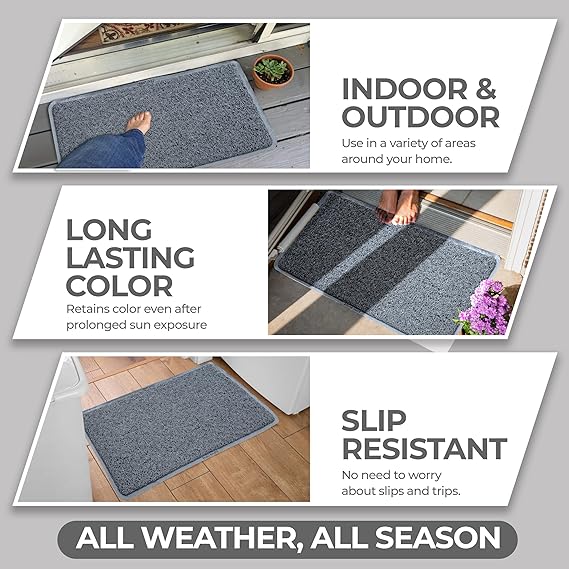 INDOOR &
OUTDOOR
Use in a variety of areas
around your home.
LONG
LASTING
COLOR
Retains color even after
prolonged sun exposure
SLIP
RESISTANT
No need to worry
about slips and trips.
ALL WEATHER, ALL SEASON